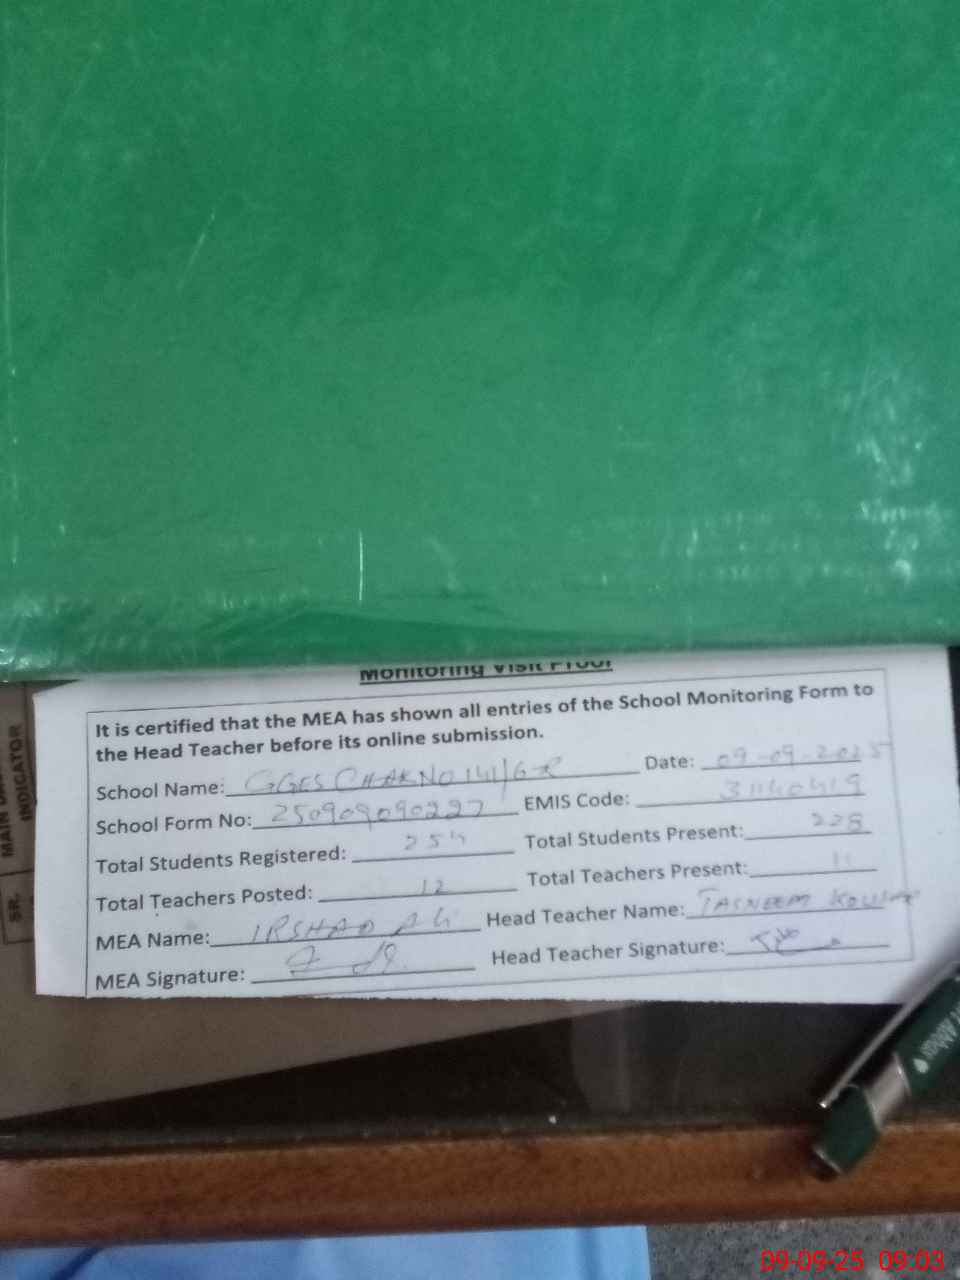 Monitoring Visit Proof
It is certified that the MEA has shown all entries of the School Monitoring Form to
the Head Teacher before its online submission.
School Name: GGES CHAK NO 141/G-R Date: 09-09-2025
School Form No: 250909090227 EMIS Code: 31140419
Total Students Registered: 254 Total Students Present: 228
Total Teachers Posted: 12 Total Teachers Present: 11
MEA Name: IRSHAD ALI Head Teacher Name: TASNEEM KOUSAR
MEA Signature: Head Teacher Signature:
INDICATOR
SR.
09-09-25 09:03